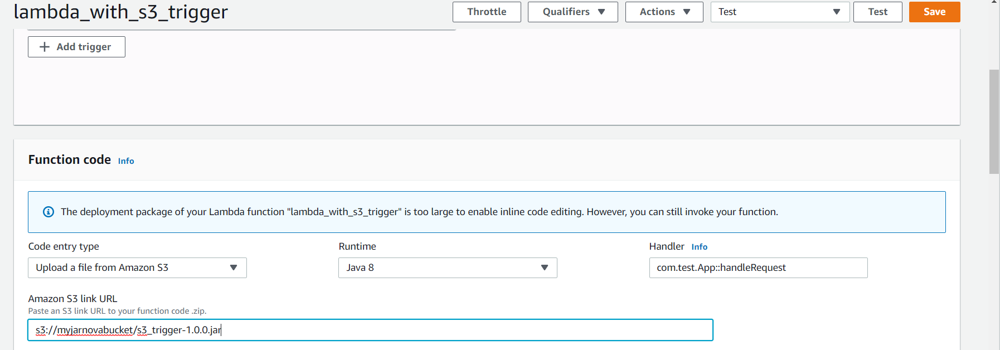 lambda_with_s3_trigger
Throttle
Qualifiers
Actions
Test
Test
Save
Add trigger
Function code Info
The deployment package of your Lambda function "lambda_with_s3_trigger" is too large to enable inline code editing. However, you can still invoke your function.
Code entry type
Runtime
Handler Info
Upload a file from Amazon S3
Java 8
com.test.App::handleRequest
Amazon S3 link URL
Paste an S3 link URL to your function code .zip.
s3://myjarnovabucket/s3_trigger-1.0.0.jar